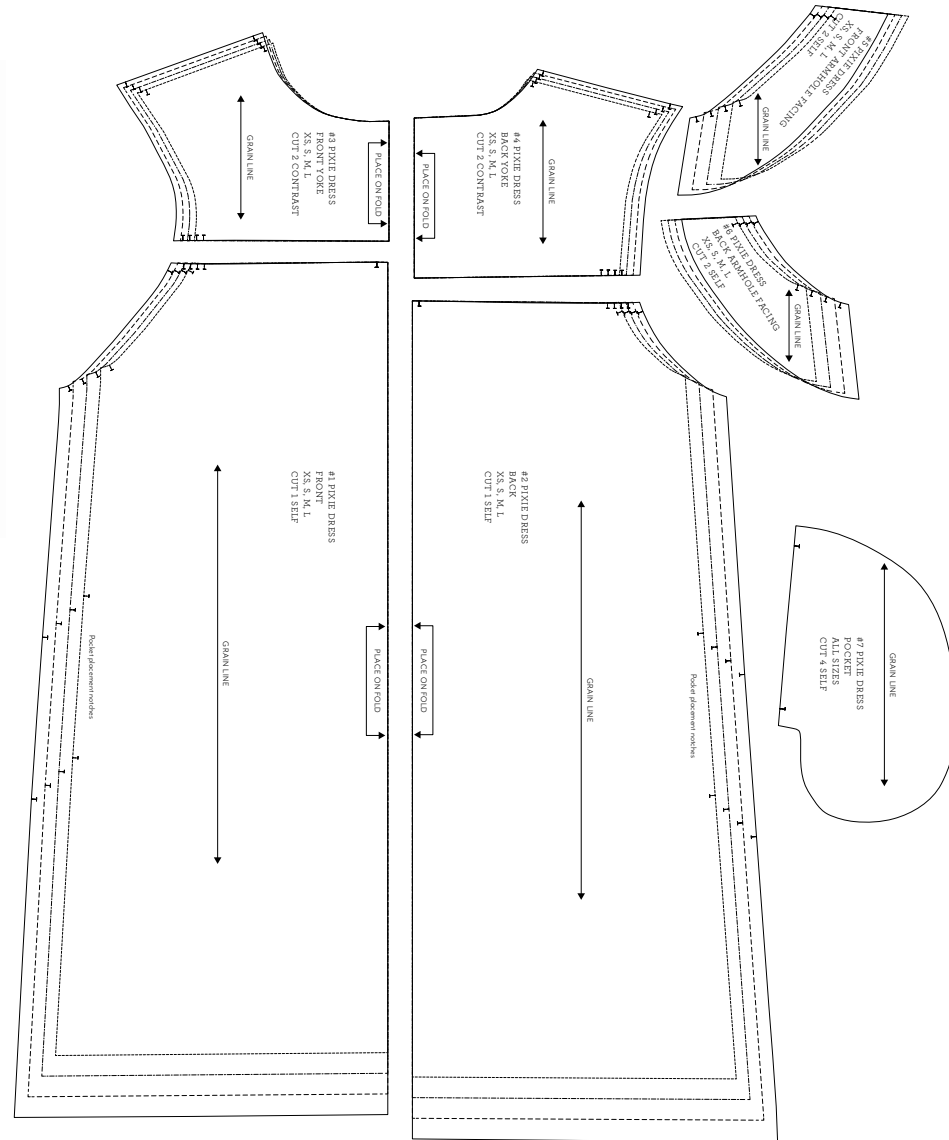 #3 PIXIE DRESS
FRONT YOKE
XS, S, M, L
CUT 2 CONTRAST
GRAIN LINE
PLACE ON FOLD
#4 PIXIE DRESS
BACK YOKE
XS, S, M, L
CUT 2 CONTRAST
GRAIN LINE
PLACE ON FOLD
#5 PIXIE DRESS
FRONT ARMHOLE FACING
XS, S, M, L
CUT 2 SELF
GRAIN LINE
#6 PIXIE DRESS
BACK ARMHOLE FACING
XS, S, M, L
CUT 2 SELF
GRAIN LINE
#1 PIXIE DRESS
FRONT
XS, S, M, L
CUT 1 SELF
GRAIN LINE
PLACE ON FOLD
Pocket placement notches
#2 PIXIE DRESS
BACK
XS, S, M, L
CUT 1 SELF
GRAIN LINE
PLACE ON FOLD
Pocket placement notches
#7 PIXIE DRESS
POCKET
ALL SIZES
CUT 4 SELF
GRAIN LINE